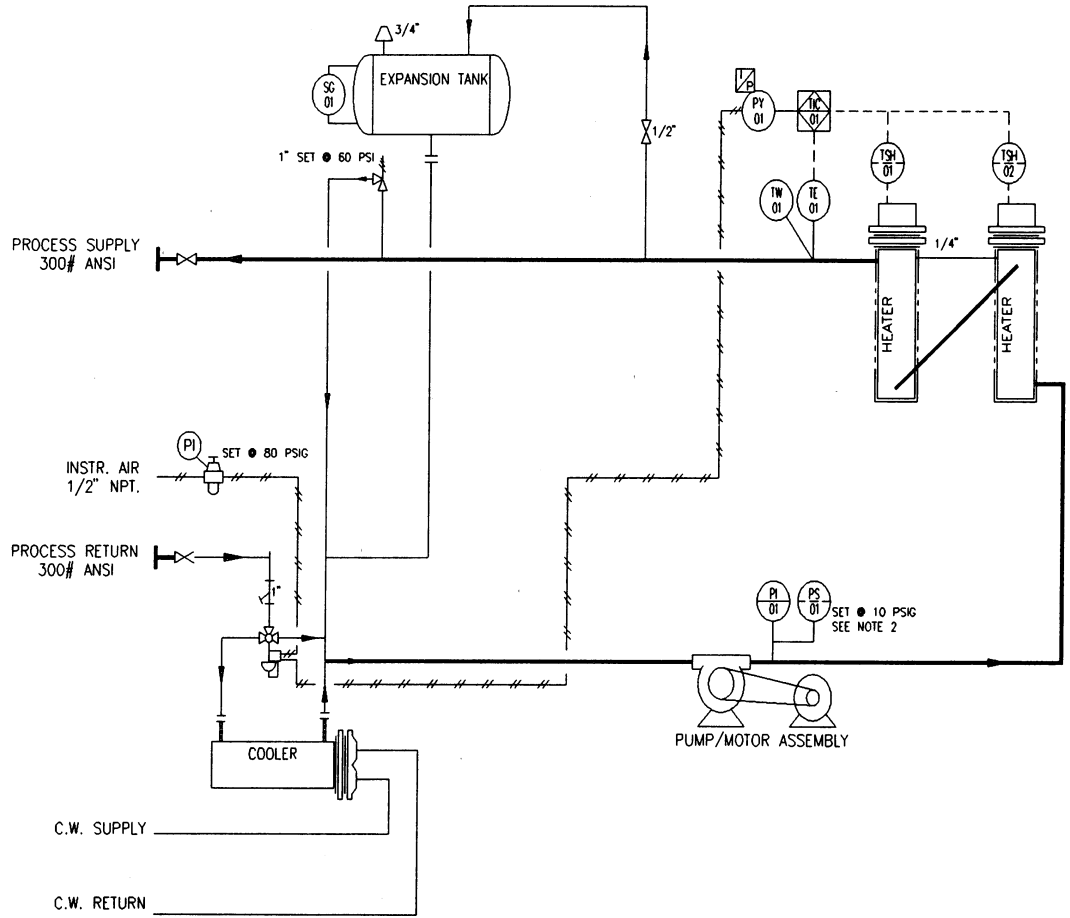 3/4"
EXPANSION TANK
SG
01
I
P
PY
01
TIC
01
1/2"
1" SET @ 60 PSI
TSH
01
TSH
02
TW
01
TE
01
PROCESS SUPPLY
300# ANSI
1/4"
HEATER
HEATER
PI
SET @ 80 PSIG
INSTR. AIR
1/2" NPT.
PROCESS RETURN
300# ANSI
1"
PI
01
PS
01
SET @ 10 PSIG
SEE NOTE 2
PUMP/MOTOR ASSEMBLY
COOLER
C.W. SUPPLY
C.W. RETURN